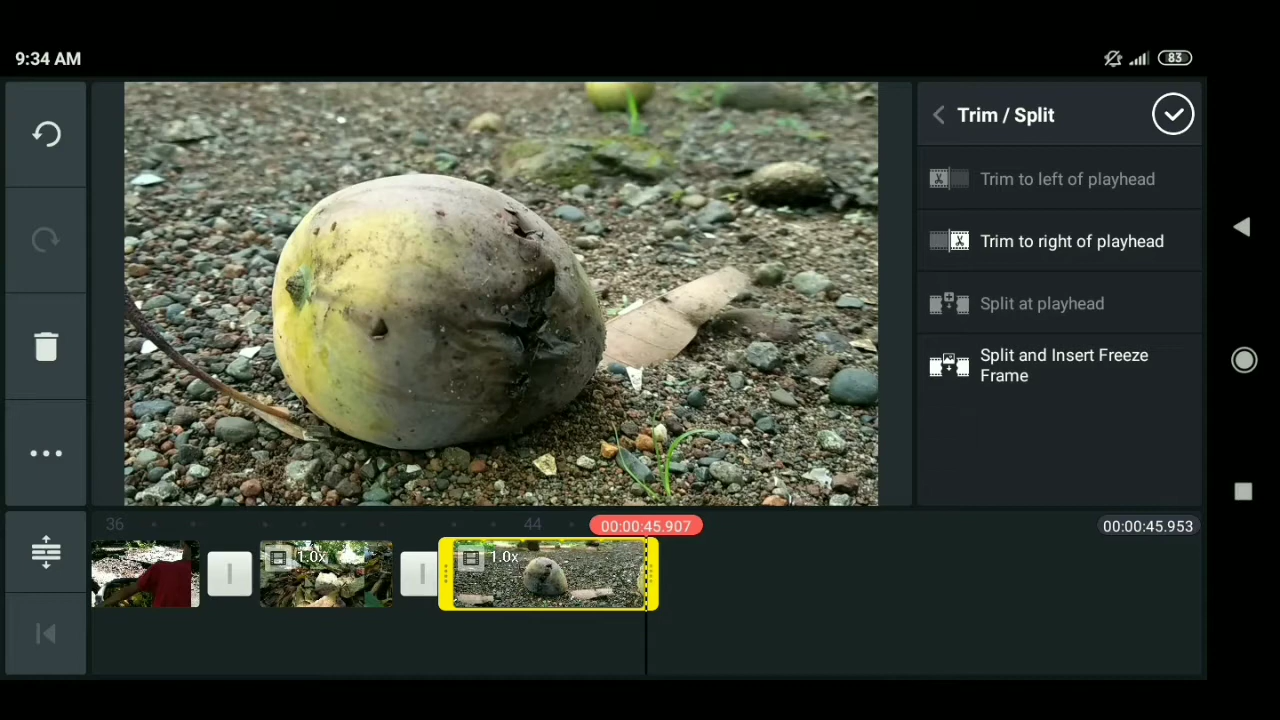 9:34 AM
83
Trim / Split
Trim to left of playhead
Trim to right of playhead
Split at playhead
Split and Insert Freeze
Frame
36
44
00:00:45.907
00:00:45.953
1.0x
1.0x